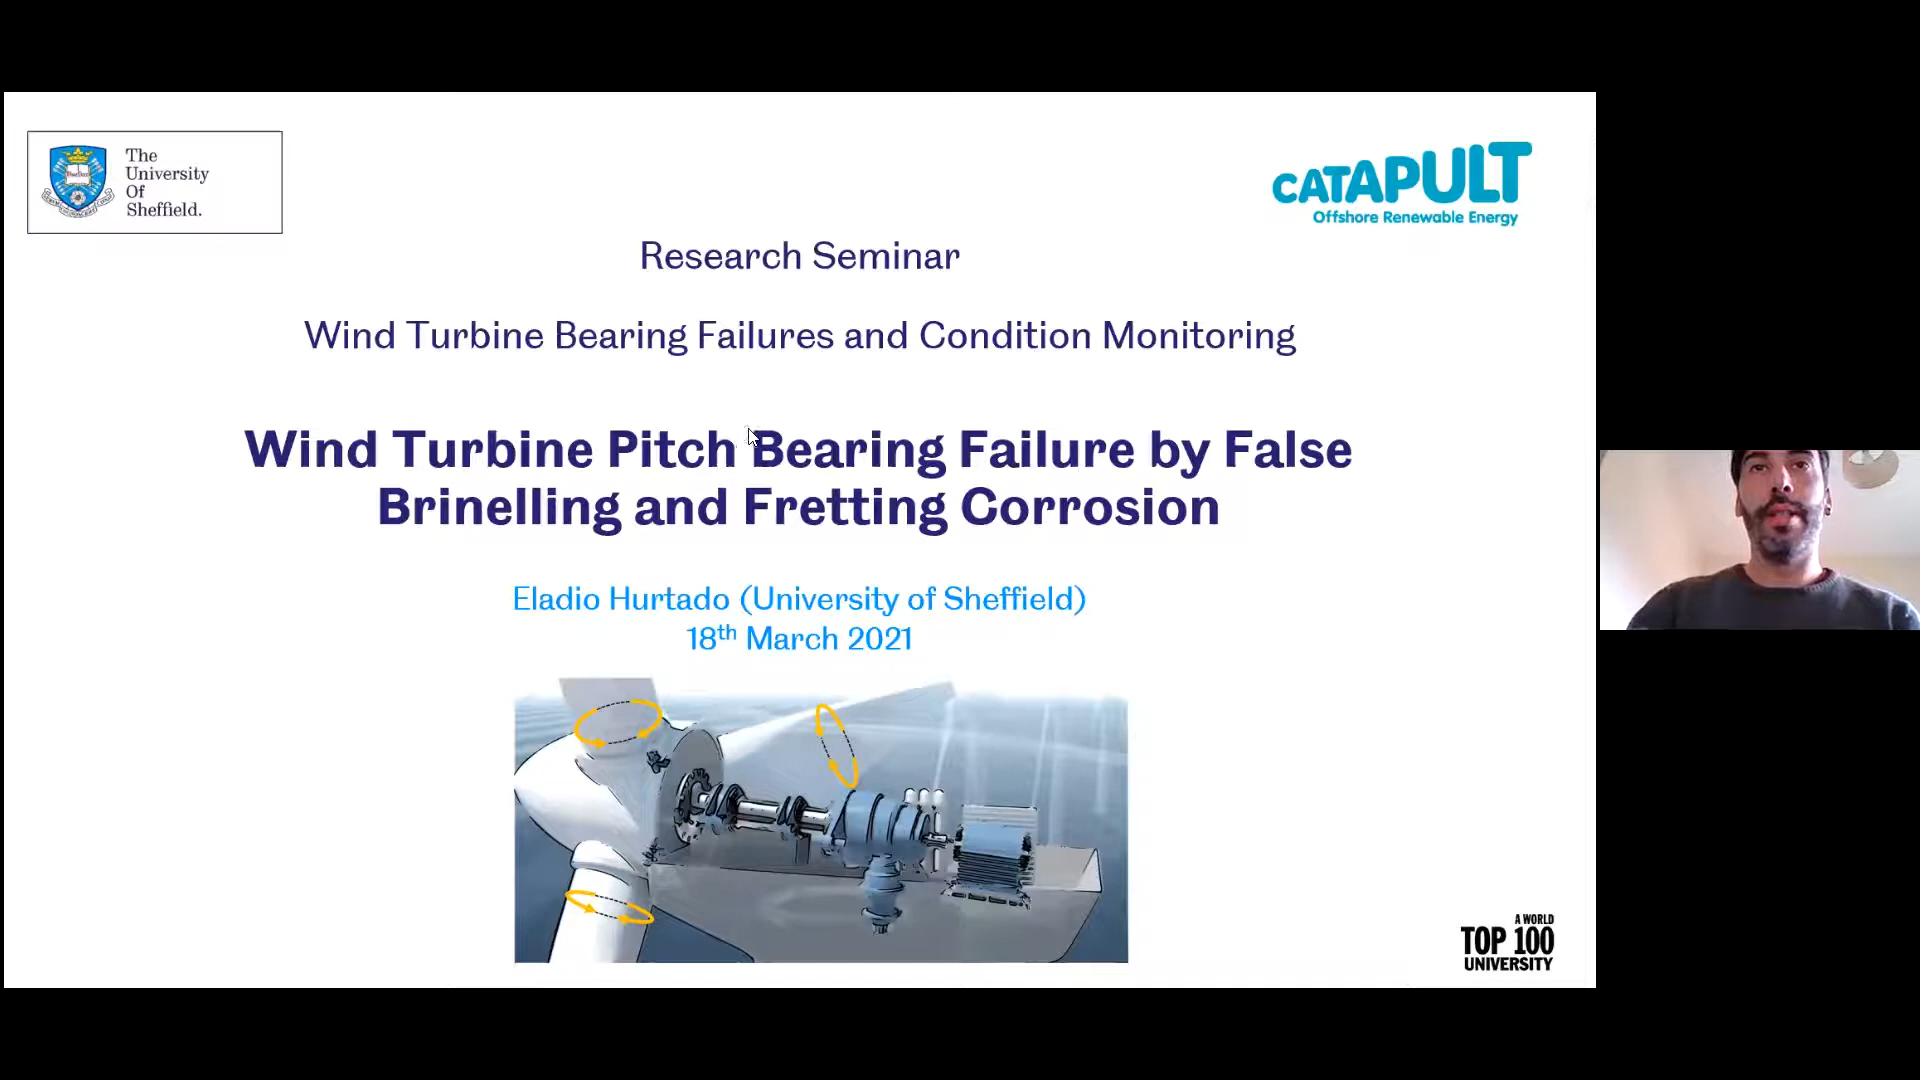 The
University
Of
Sheffield.
CATAPULT
Offshore Renewable Energy
Research Seminar
Wind Turbine Bearing Failures and Condition Monitoring
Wind Turbine Pitch Bearing Failure by False
Brinelling and Fretting Corrosion
Eladio Hurtado (University of Sheffield)
18th March 2021
A WORLD
TOP 100
UNIVERSITY